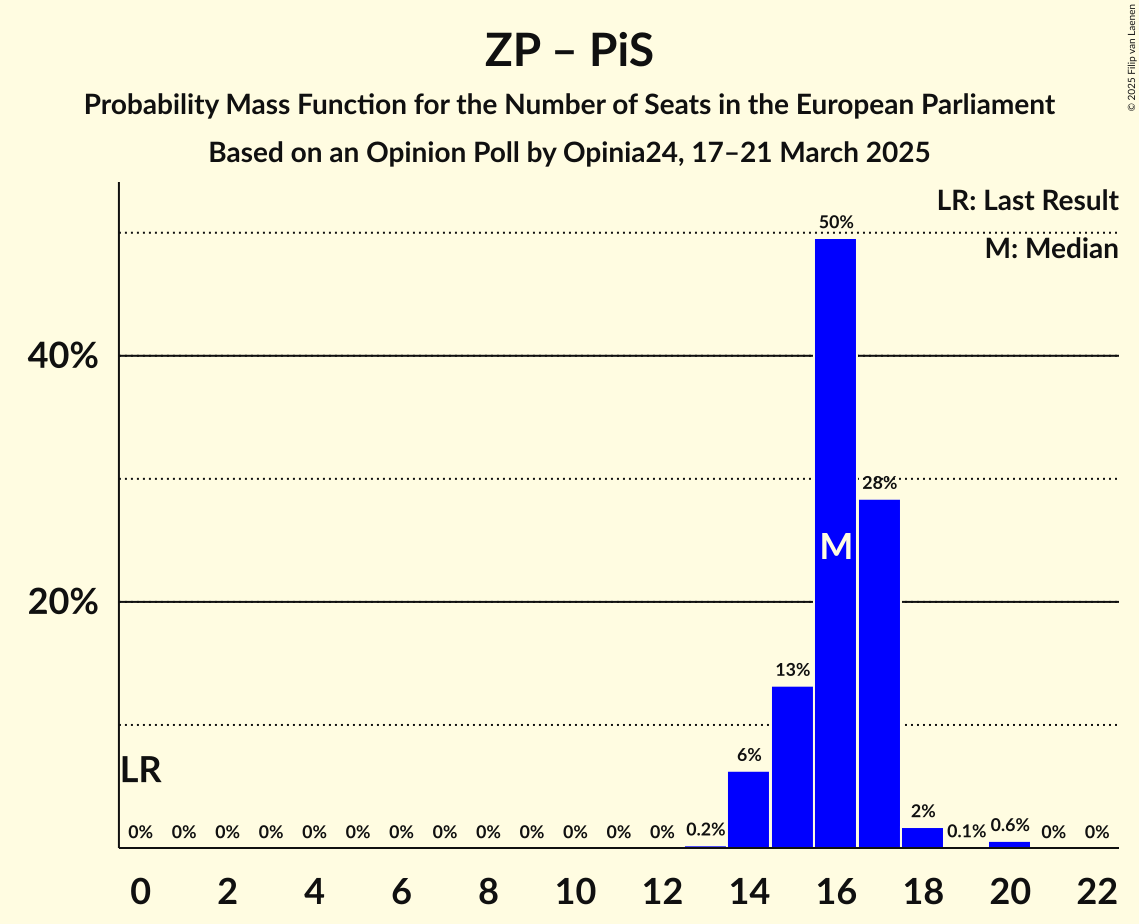 ZP – PiS
Probability Mass Function for the Number of Seats in the European Parliament
Based on an Opinion Poll by Opinia24, 17–21 March 2025
© 2025 Filip van Laenen
LR: Last Result
M: Median
50%
40%
28%
M
20%
13%
6%
LR
0% 0% 0% 0% 0% 0% 0% 0% 0% 0% 0% 0% 0% 0.2% 2% 0.1% 0.6% 0% 0%
0 2 4 6 8 10 12 14 16 18 20 22